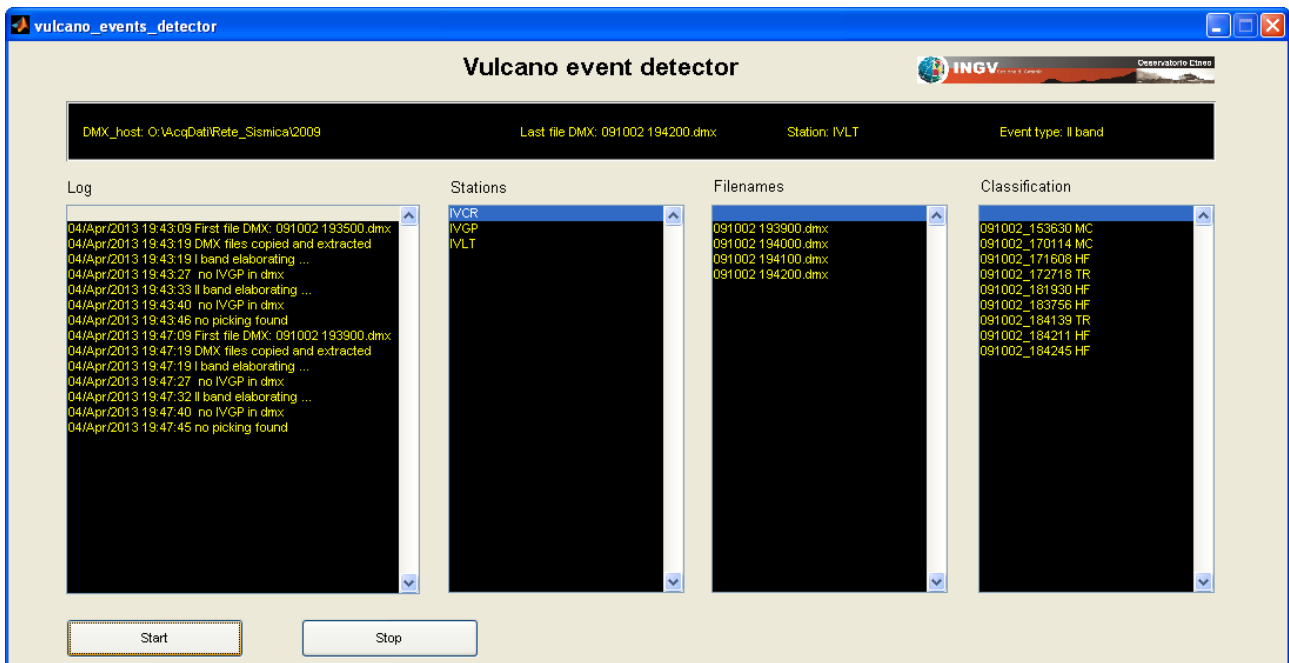 vulcano_events_detector
Vulcano event detector
INGV
Osservatorio Etneo
DMX_host: O:\AcqDati\Rete_Sismica\2009 Last file DMX: 091002 194200.dmx Station: IVLT Event type: II band
Log
04/Apr/2013 19:43:09 First file DMX: 091002 193500.dmx
04/Apr/2013 19:43:19 DMX files copied and extracted
04/Apr/2013 19:43:19 I band elaborating ...
04/Apr/2013 19:43:27 no IVGP in dmx
04/Apr/2013 19:43:33 II band elaborating ...
04/Apr/2013 19:43:40 no IVGP in dmx
04/Apr/2013 19:43:46 no picking found
04/Apr/2013 19:47:09 First file DMX: 091002 193900.dmx
04/Apr/2013 19:47:19 DMX files copied and extracted
04/Apr/2013 19:47:19 I band elaborating ...
04/Apr/2013 19:47:27 no IVGP in dmx
04/Apr/2013 19:47:32 II band elaborating ...
04/Apr/2013 19:47:40 no IVGP in dmx
04/Apr/2013 19:47:45 no picking found
Stations
IVCR
IVGP
IVLT
Filenames
091002 193900.dmx
091002 194000.dmx
091002 194100.dmx
091002 194200.dmx
Classification
091002_153630 MC
091002_170114 MC
091002_171608 HF
091002_172718 TR
091002_181930 HF
091002_183756 HF
091002_184139 TR
091002_184211 HF
091002_184245 HF
Start
Stop